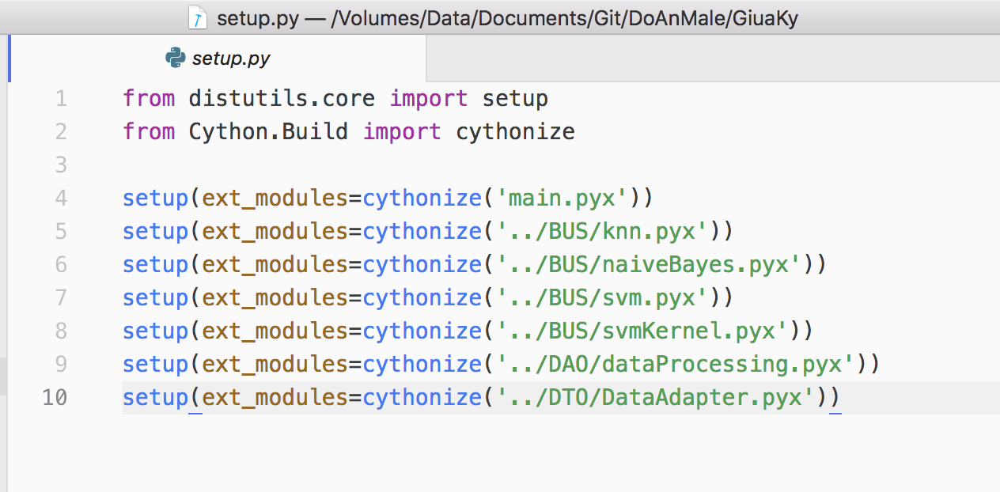 setup.py — /Volumes/Data/Documents/Git/DoAnMale/GiuaKy
setup.py
1 from distutils.core import setup
2 from Cython.Build import cythonize
3
4 setup(ext_modules=cythonize('main.pyx'))
5 setup(ext_modules=cythonize('../BUS/knn.pyx'))
6 setup(ext_modules=cythonize('../BUS/naiveBayes.pyx'))
7 setup(ext_modules=cythonize('../BUS/svm.pyx'))
8 setup(ext_modules=cythonize('../BUS/svmKernel.pyx'))
9 setup(ext_modules=cythonize('../DAO/dataProcessing.pyx'))
10 setup(ext_modules=cythonize('../DTO/DataAdapter.pyx'))